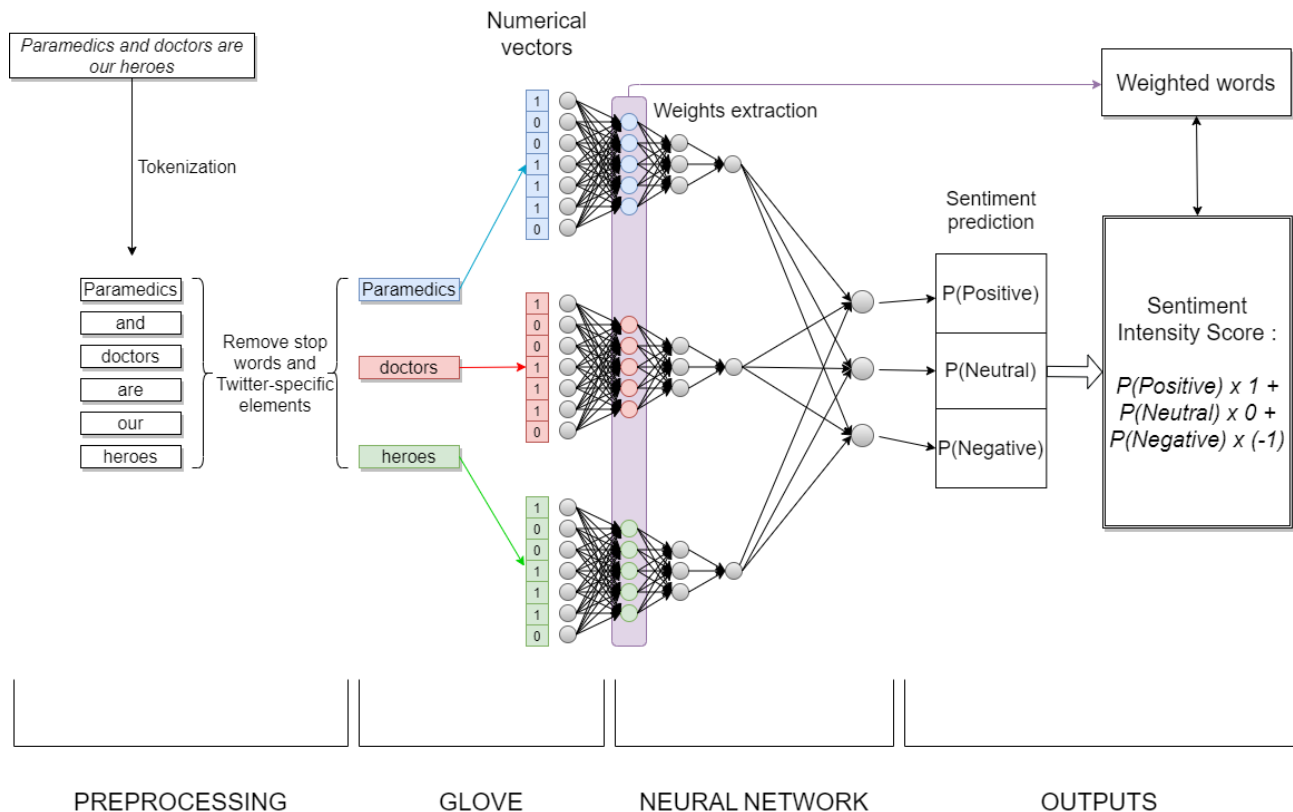 Paramedics and doctors are
our heroes
Tokenization
Paramedics
and
doctors
are
our
heroes
Remove stop
words and
Twitter-specific
elements
Paramedics
doctors
heroes
Numerical
vectors
1
0
0
1
1
1
0
1
0
0
1
1
1
0
1
0
0
1
1
1
0
Weights extraction
Sentiment
prediction
P(Positive)
P(Neutral)
P(Negative)
Weighted words
Sentiment
Intensity Score :
P(Positive) x 1 +
P(Neutral) x 0 +
P(Negative) x (-1)
PREPROCESSING
GLOVE
NEURAL NETWORK
OUTPUTS